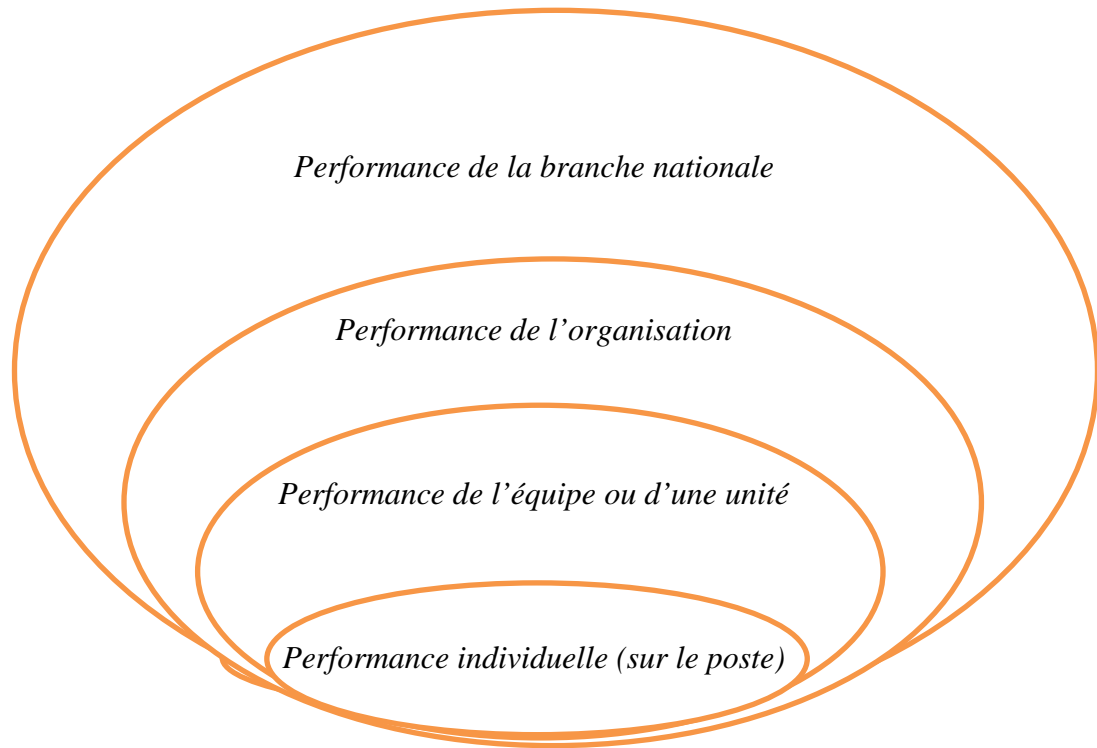 Performance de la branche nationale
Performance de l’organisation
Performance de l’équipe ou d’une unité
Performance individuelle (sur le poste)